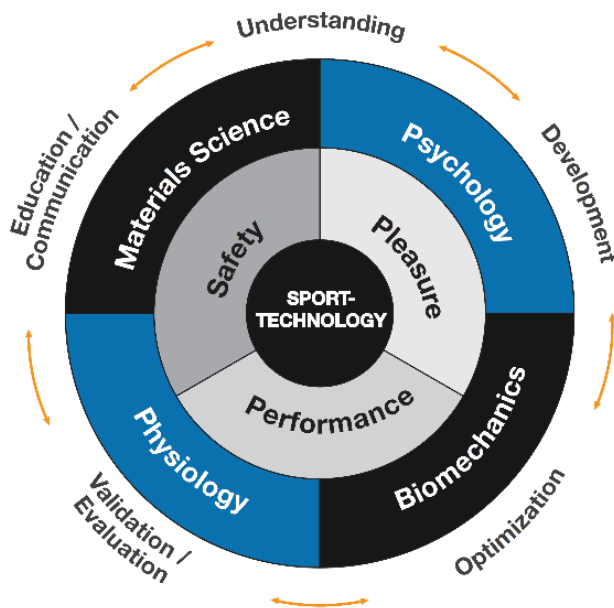 Understanding
Development
Optimization
Validation /
Evaluation
Education /
Communication
Materials Science
Psychology
Biomechanics
Physiology
Safety
Pleasure
Performance
SPORT-
TECHNOLOGY